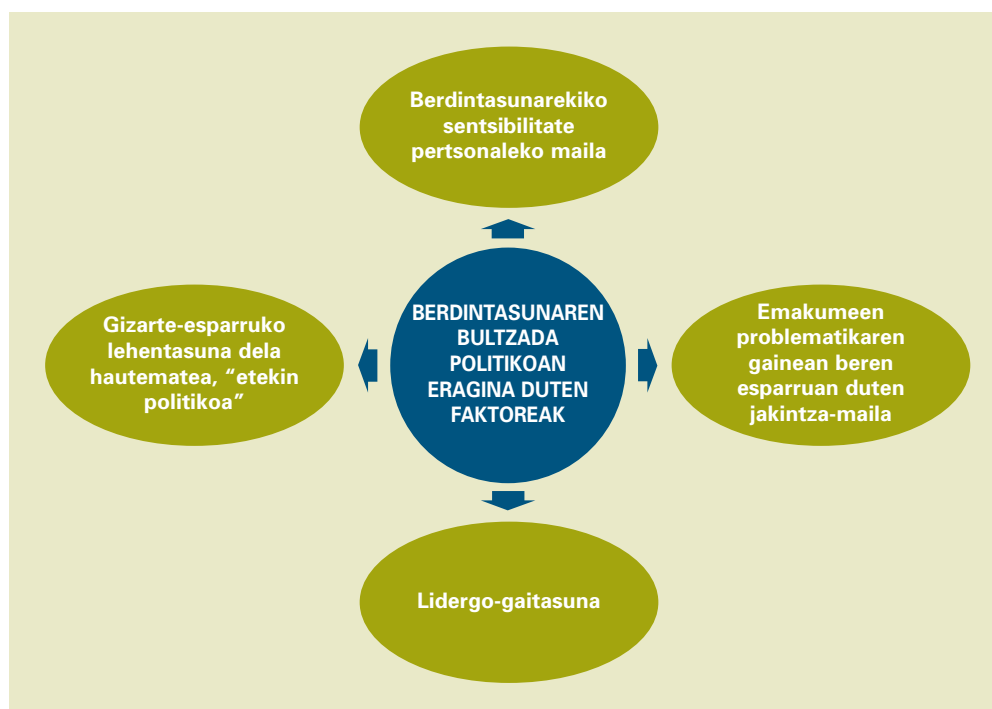 Berdintasunarekiko
sentsibilitate
pertsonaleko maila
Gizarte-esparruko
lehentasuna dela
hautematea, “etekin
politikoa”
BERDINTASUNAREN
BULTZADA
POLITIKOAN
ERAGINA DUTEN
FAKTOREAK
Emakumeen
problematikaren
gainean beren
esparruan duten
jakintza-maila
Lidergo-gaitasuna